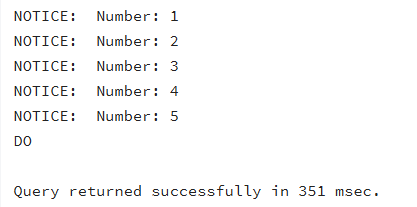 NOTICE:  Number: 1
NOTICE:  Number: 2
NOTICE:  Number: 3
NOTICE:  Number: 4
NOTICE:  Number: 5
DO
Query returned successfully in 351 msec.